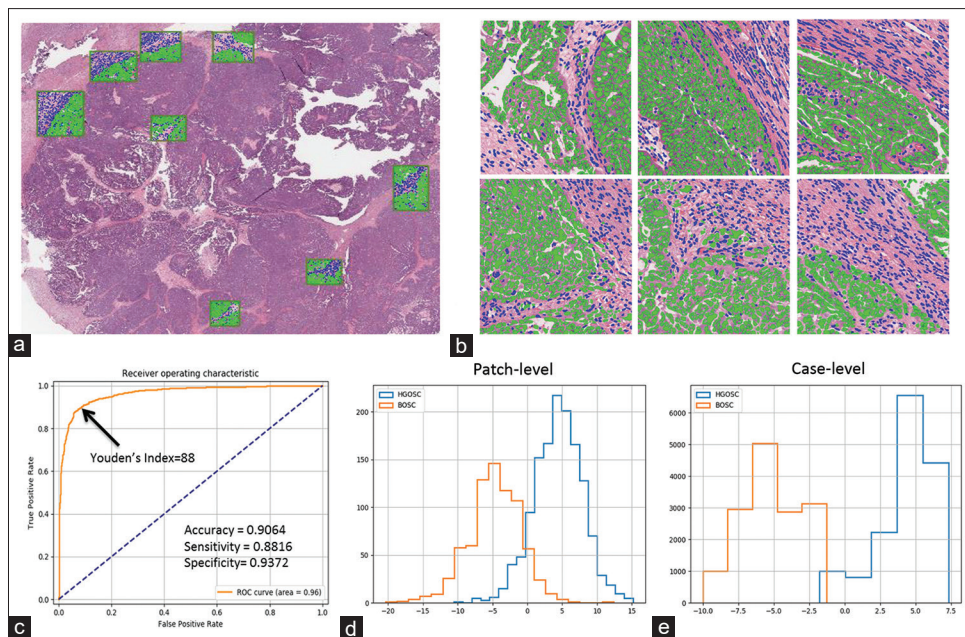 a
b
Receiver operating characteristic
True Positive Rate
1.0
0.8
0.6
0.4
0.2
0.0
0.0
0.2
0.4
0.6
0.8
1.0
False Positive Rate
Youden's Index=88
Accuracy = 0.9064
Sensitivity = 0.8816
Specificity= 0.9372
ROC curve (area = 0.96)
c
Patch-level
HGOSC
BOSC
200
150
100
50
0
−20
−15
−10
−5
0
5
10
15
d
Case-level
HGOSC
BOSC
6000
5000
4000
3000
2000
1000
0
−10.0
−7.5
−5.0
−2.5
0.0
2.5
5.0
7.5
e